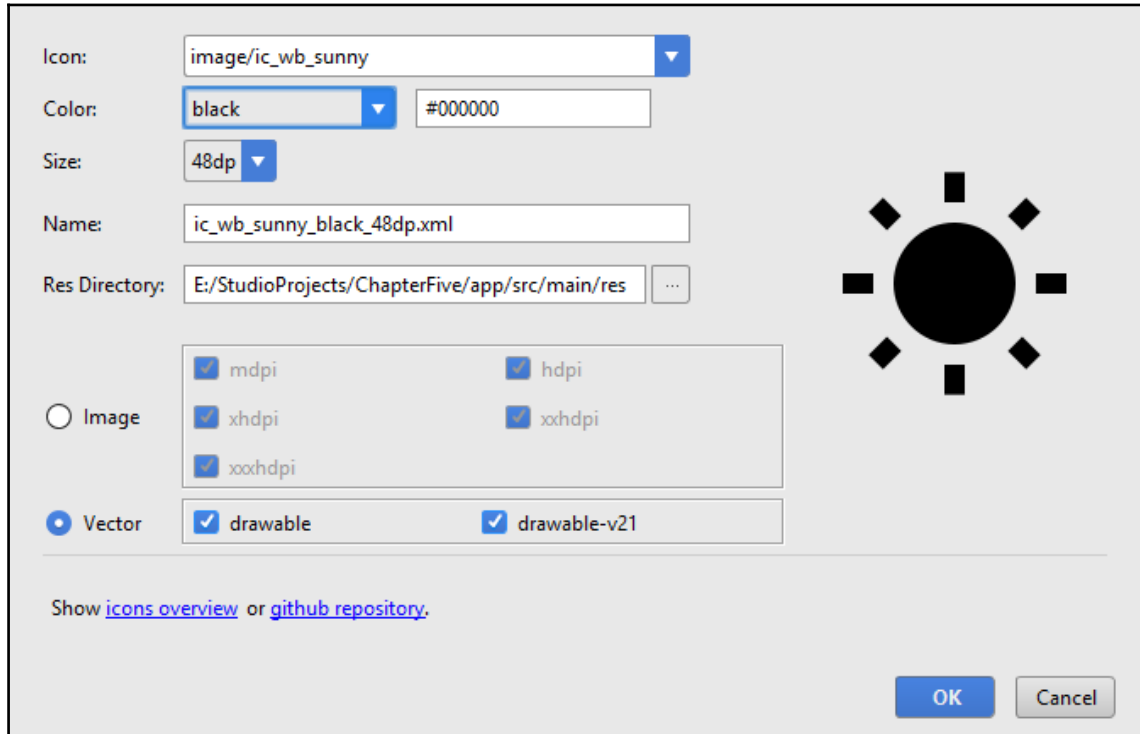 Icon: image/ic_wb_sunny
Color: black #000000
Size: 48dp
Name: ic_wb_sunny_black_48dp.xml
Res Directory: E:/StudioProjects/ChapterFive/app/src/main/res ...
mdpi hdpi
Image xhdpi xxhdpi
xxxhdpi
Vector drawable drawable-v21
Show icons overview or github repository.
OK Cancel